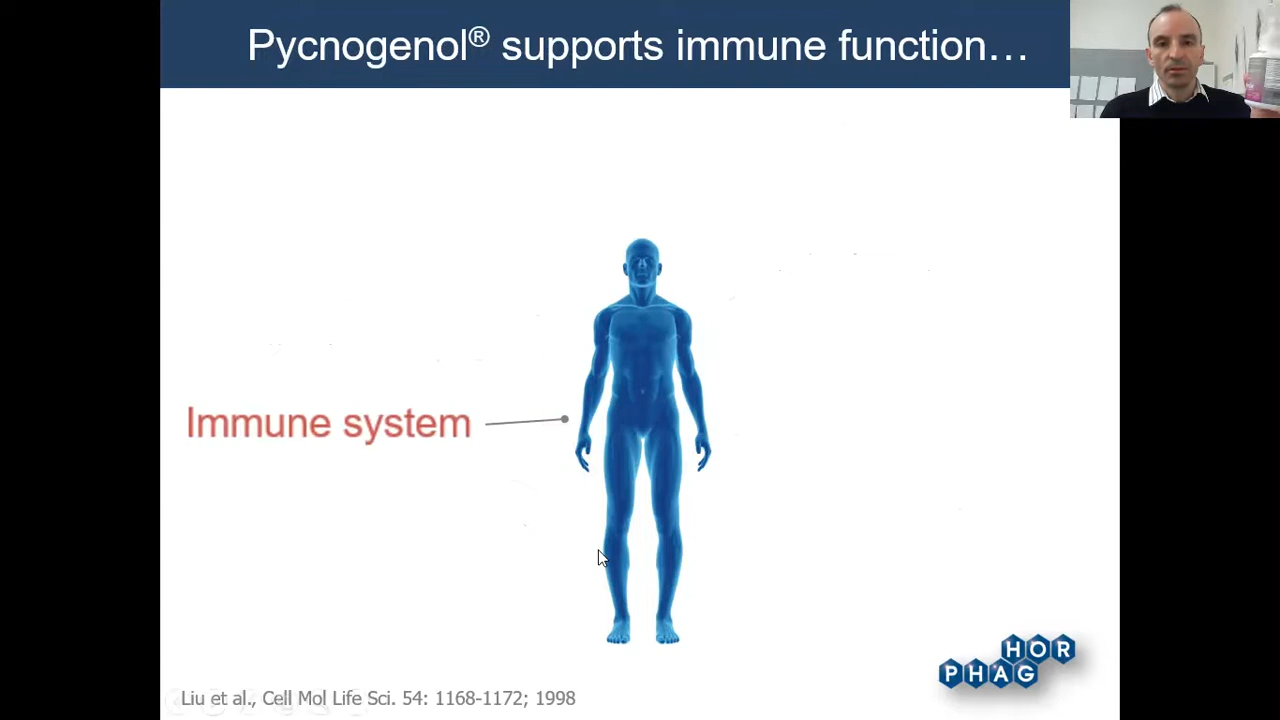 Pycnogenol® supports immune function…
Immune system
HOR
PHAG
Liu et al., Cell Mol Life Sci. 54: 1168-1172; 1998